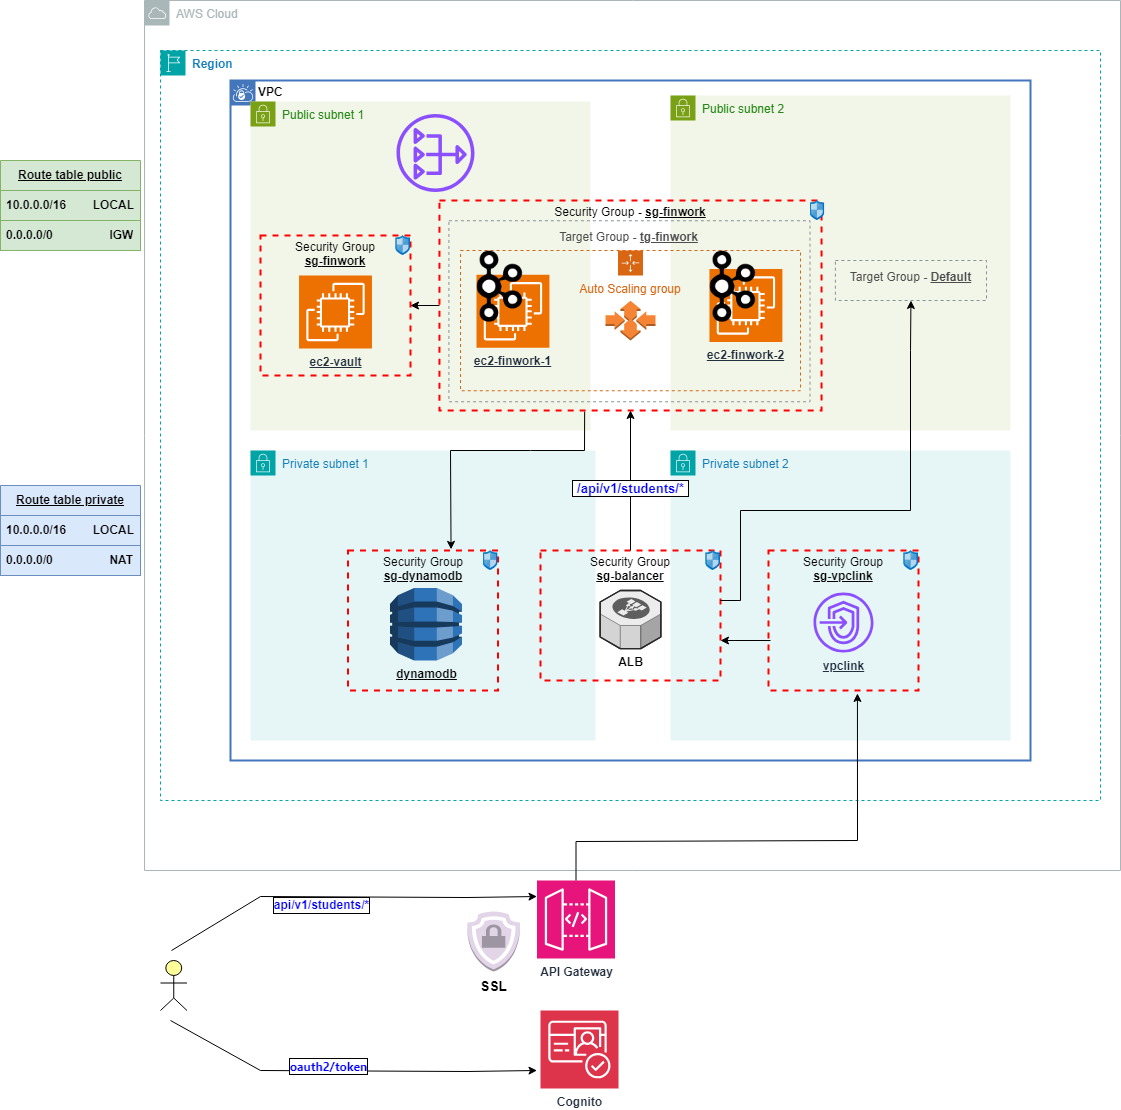 AWS Cloud
Region
VPC
Public subnet 1
Public subnet 2
Route table public
10.0.0.0/16 LOCAL
0.0.0.0/0 IGW
Security Group - sg-finwork
Target Group - tg-finwork
Security Group
sg-finwork
Auto Scaling group
Target Group - Default
ec2-vault
ec2-finwork-1
ec2-finwork-2
Private subnet 1
Private subnet 2
Route table private
10.0.0.0/16 LOCAL
0.0.0.0/0 NAT
/api/v1/students/*
Security Group
sg-dynamodb
Security Group
sg-balancer
Security Group
sg-vpclink
dynamodb
ALB
vpclink
api/v1/students/*
</>
API Gateway
SSL
oauth2/token
Cognito